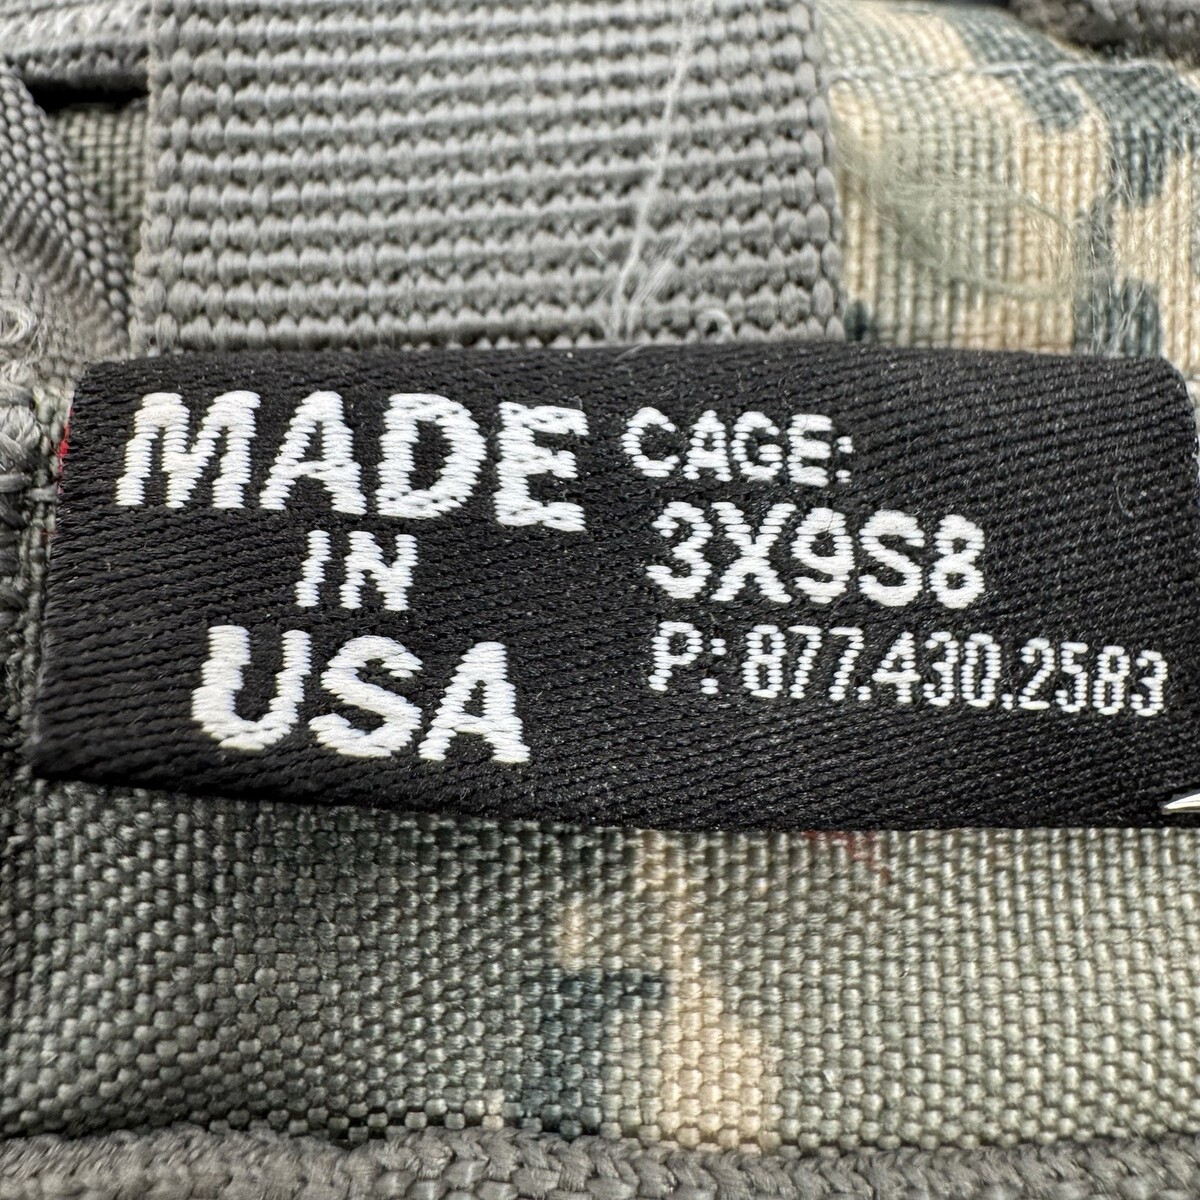 MADE
IN
USA
CAGE:
3X9S8
P: 877.430.2583